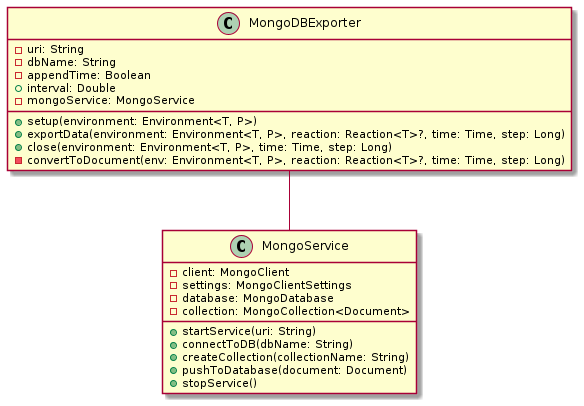 C MongoDBExporter
uri: String
dbName: String
appendTime: Boolean
interval: Double
mongoService: MongoService
setup(environment: Environment<T, P>)
exportData(environment: Environment<T, P>, reaction: Reaction<T>?, time: Time, step: Long)
close(environment: Environment<T, P>, time: Time, step: Long)
convertToDocument(env: Environment<T, P>, reaction: Reaction<T>?, time: Time, step: Long)
C MongoService
client: MongoClient
settings: MongoClientSettings
database: MongoDatabase
collection: MongoCollection<Document>
startService(uri: String)
connectToDB(dbName: String)
createCollection(collectionName: String)
pushToDatabase(document: Document)
stopService()